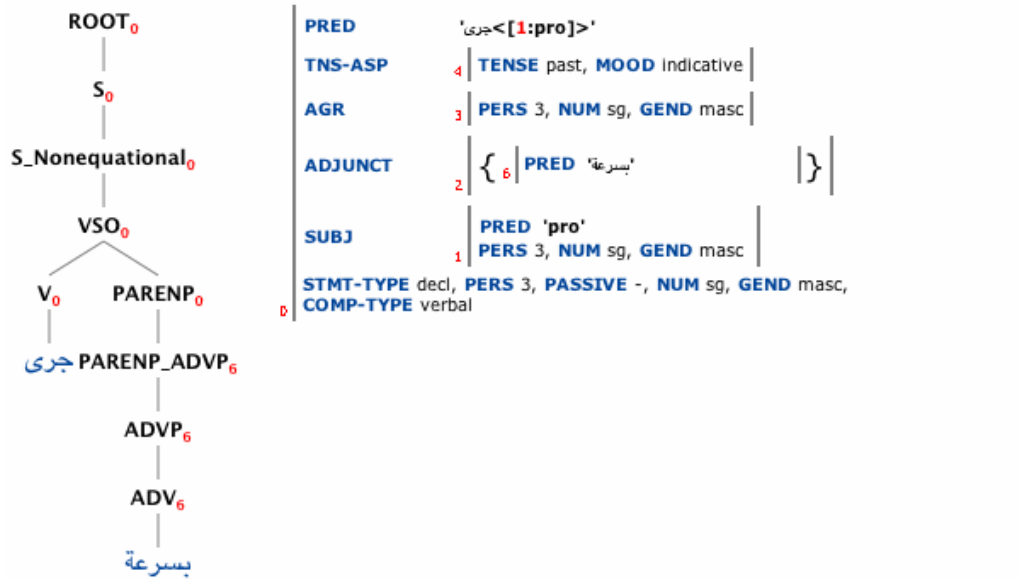 ROOT0
S0
S_Nonequational0
VSO0
V0 PARENP0
جرى PARENP_ADVP6
ADVP6
ADV6
بسرعة
PRED 'جرى<[1:pro]>'
TNS-ASP 4 TENSE past, MOOD indicative
AGR 3 PERS 3, NUM sg, GEND masc
ADJUNCT 2 { 6 PRED 'بسرعة' }
SUBJ 1 PRED 'pro'
PERS 3, NUM sg, GEND masc
STMT-TYPE decl, PERS 3, PASSIVE -, NUM sg, GEND masc,
0 COMP-TYPE verbal